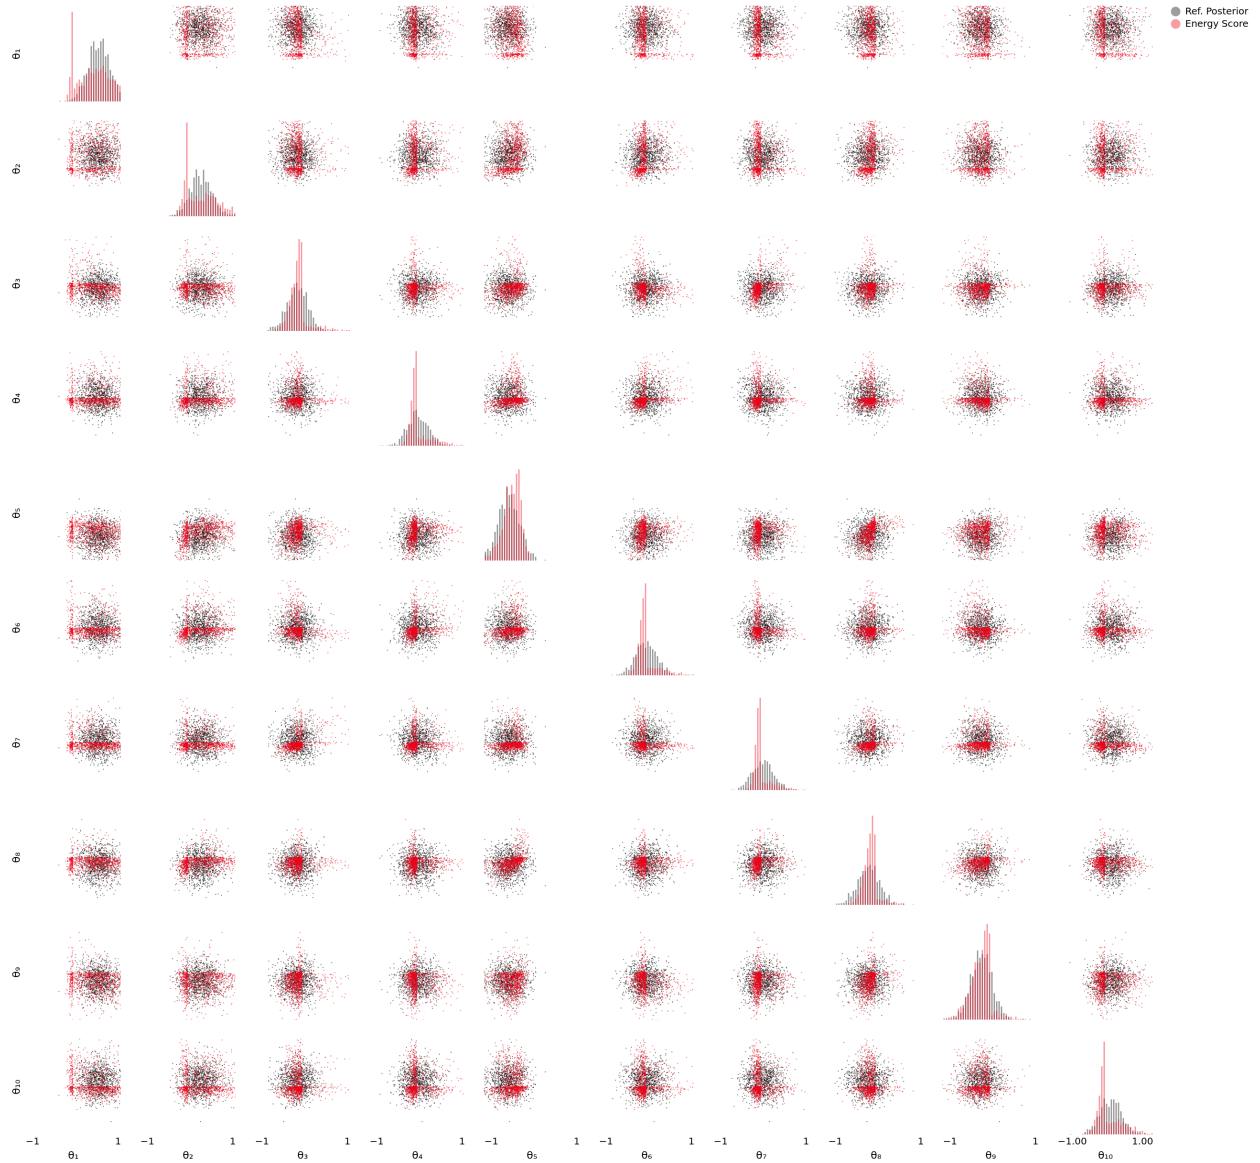 Ref. Posterior
Energy Score
θ₁
θ₂
θ₃
θ₄
θ₅
θ₆
θ₇
θ₈
θ₉
θ₁₀
−1 1 −1 1 −1 1 −1 1 −1 1 −1 1 −1 1 −1 1 −1 1 −1.00 1.00
θ₁ θ₂ θ₃ θ₄ θ₅ θ₆ θ₇ θ₈ θ₉ θ₁₀